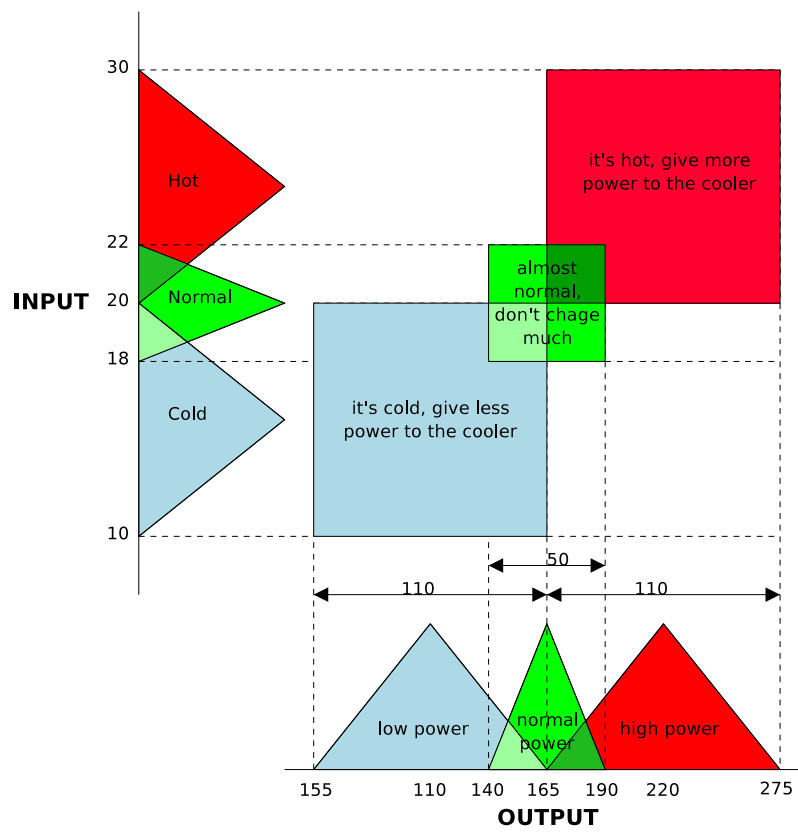 30
Hot
it's hot, give more
power to the cooler
22
almost
normal,
don't chage
much
INPUT
20
Normal
18
Cold
it's cold, give less
power to the cooler
10
50
110
110
low power
normal
power
high power
155
110
140
165
190
220
275
OUTPUT